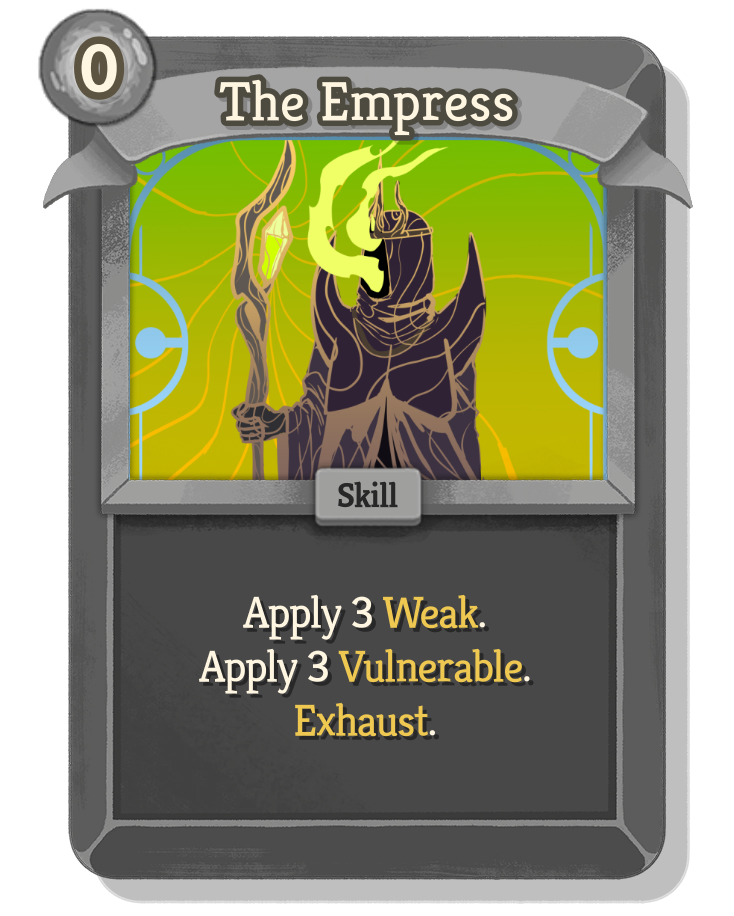 0
The Empress
Skill
Apply 3 Weak.
Apply 3 Vulnerable.
Exhaust.